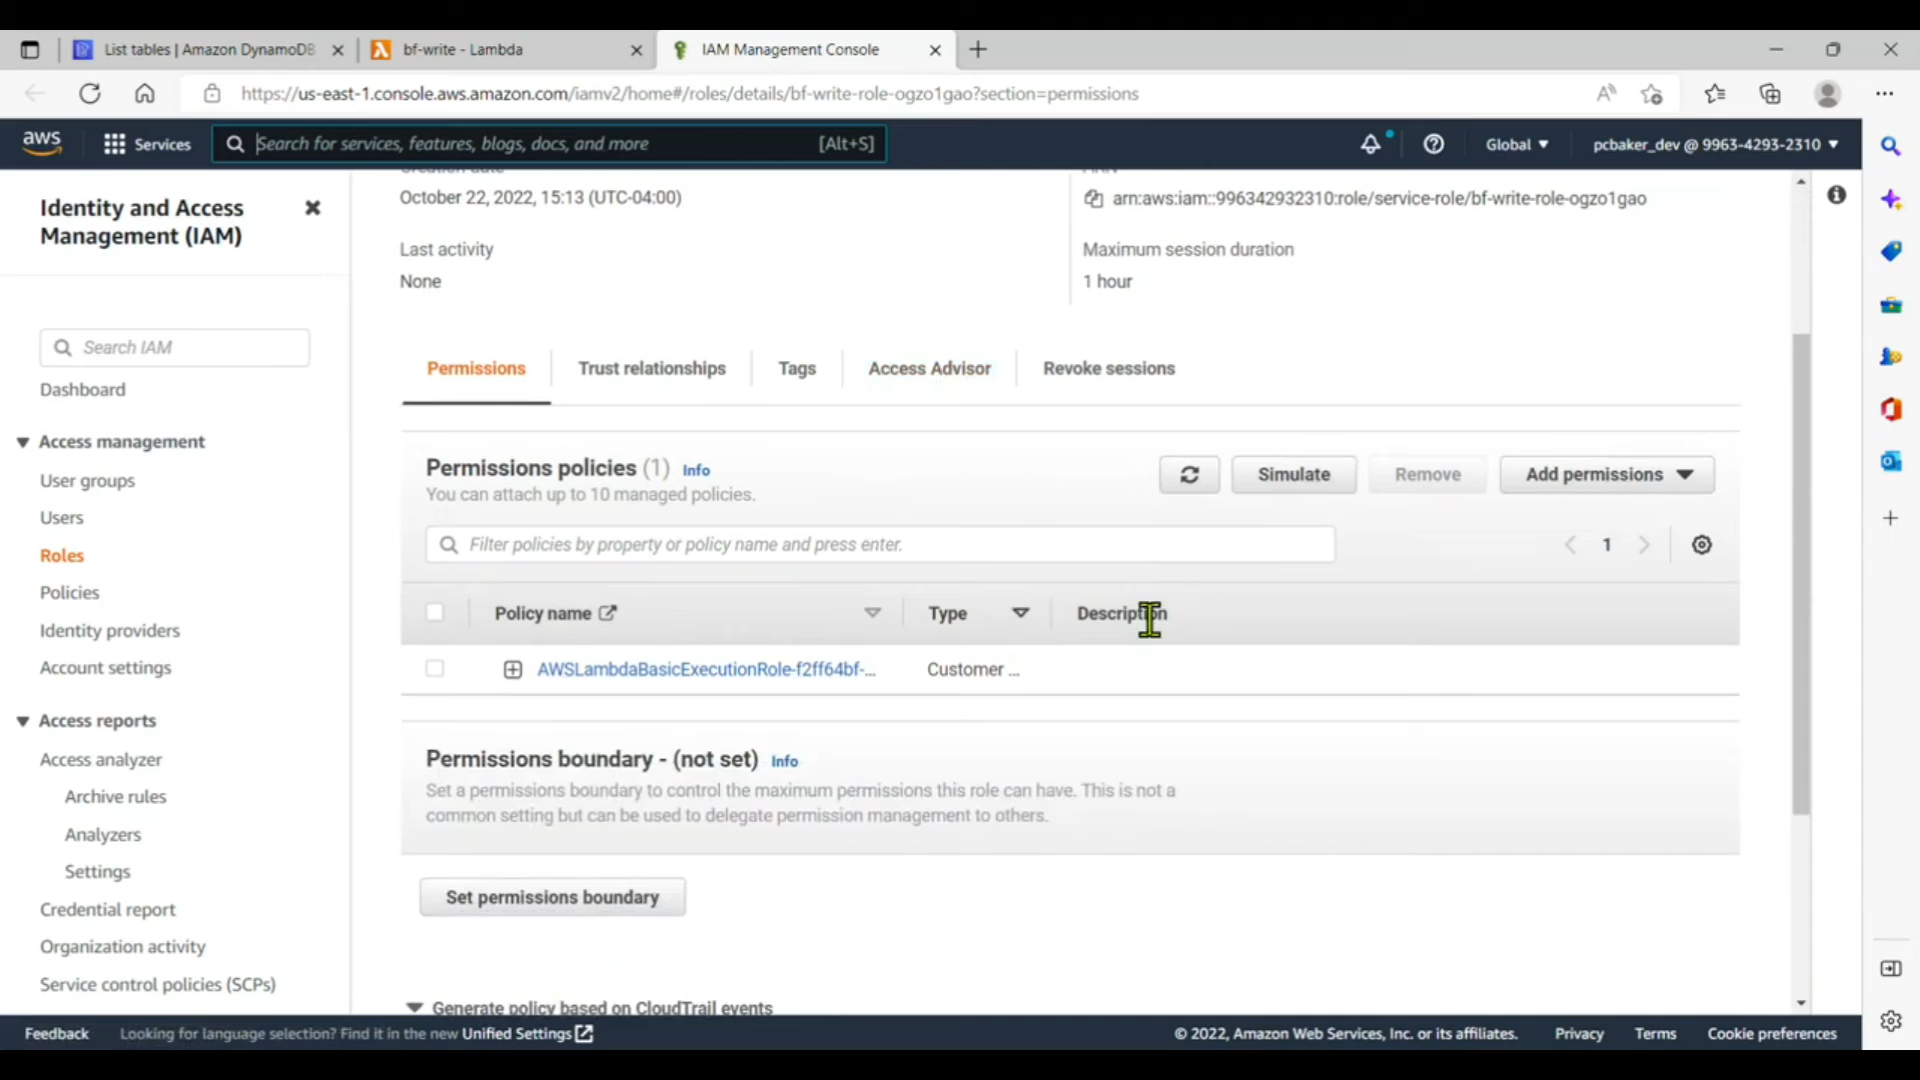 List tables | Amazon DynamoDB
bf-write - Lambda
IAM Management Console
https://us-east-1.console.aws.amazon.com/iamv2/home#/roles/details/bf-write-role-ogzo1gao?section=permissions
aws
Services
Search for services, features, blogs, docs, and more
[Alt+S]
Global
pcbaker_dev @ 9963-4293-2310
Identity and Access
Management (IAM)
Search IAM
Dashboard
Access management
User groups
Users
Roles
Policies
Identity providers
Account settings
Access reports
Access analyzer
Archive rules
Analyzers
Settings
Credential report
Organization activity
Service control policies (SCPs)
Creation date
October 22, 2022, 15:13 (UTC-04:00)
Last activity
None
ARN
arn:aws:iam::996342932310:role/service-role/bf-write-role-ogzo1gao
Maximum session duration
1 hour
Permissions
Trust relationships
Tags
Access Advisor
Revoke sessions
Permissions policies (1) Info
You can attach up to 10 managed policies.
Simulate
Remove
Add permissions
Filter policies by property or policy name and press enter.
1
Policy name
Type
Description
AWSLambdaBasicExecutionRole-f2ff64bf-...
Customer ...
Permissions boundary - (not set) Info
Set a permissions boundary to control the maximum permissions this role can have. This is not a
common setting but can be used to delegate permission management to others.
Set permissions boundary
Generate policy based on CloudTrail events
Feedback
Looking for language selection? Find it in the new Unified Settings
© 2022, Amazon Web Services, Inc. or its affiliates.
Privacy
Terms
Cookie preferences